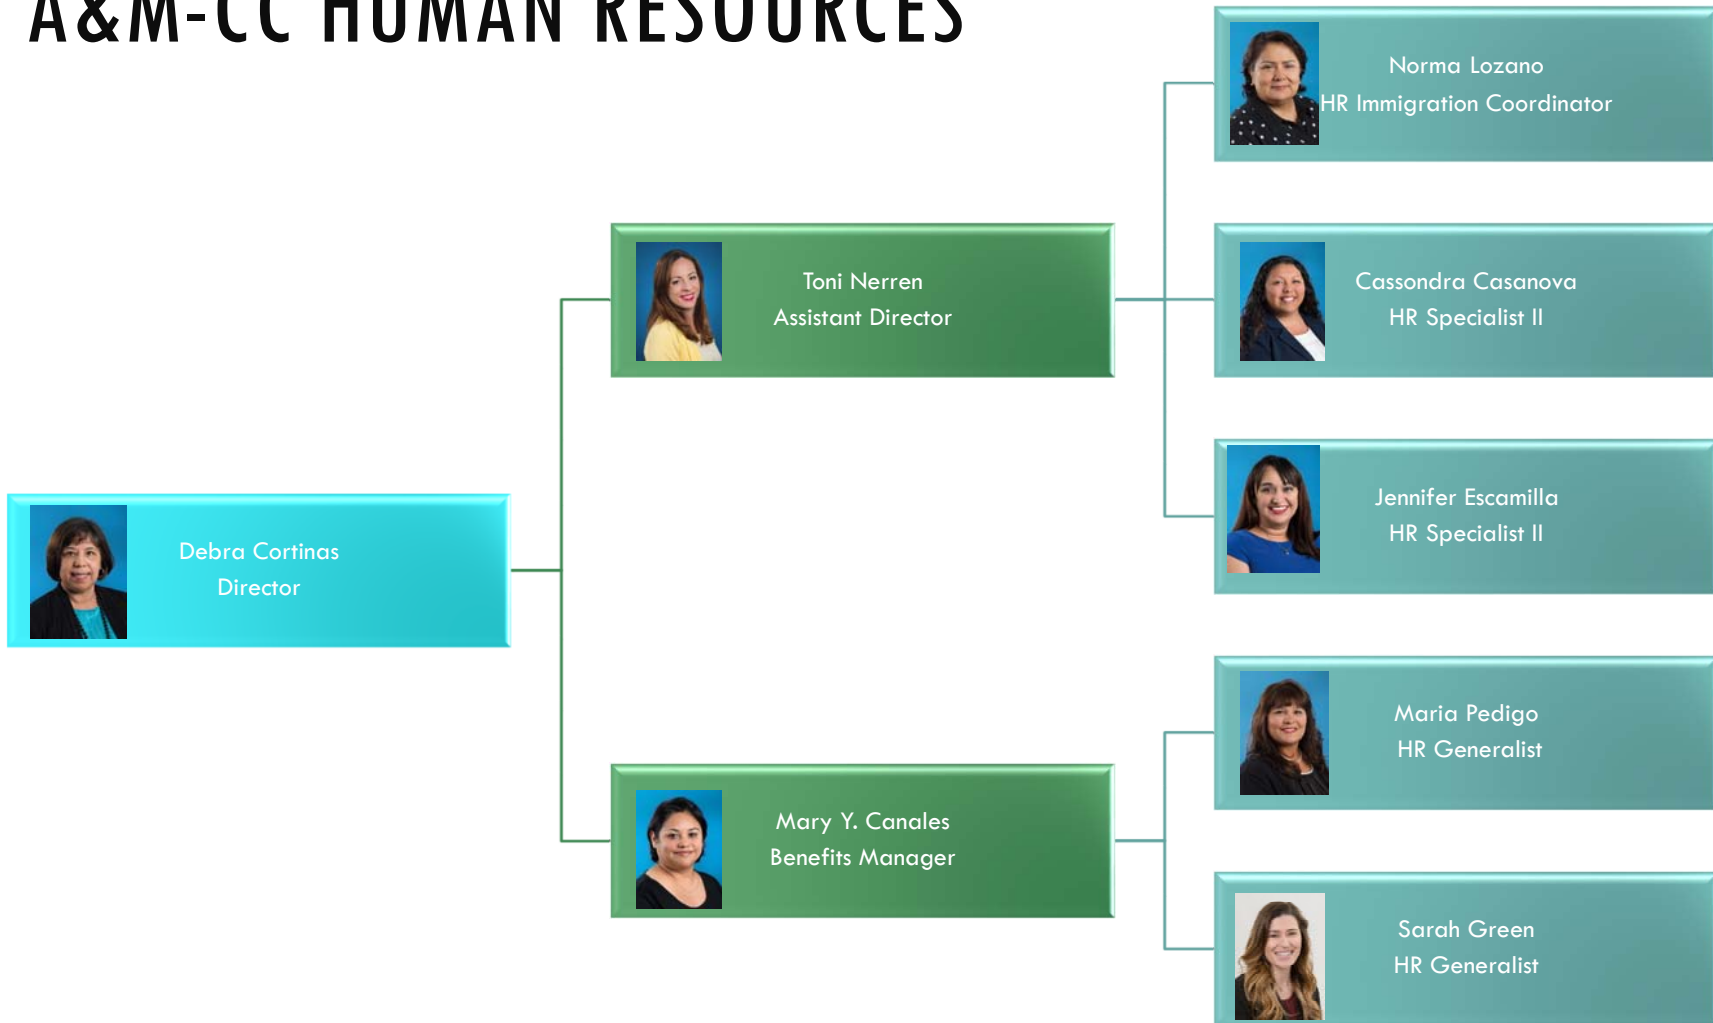 A&M-CC HUMAN RESOURCES
Norma Lozano
HR Immigration Coordinator
Toni Nerren
Assistant Director
Cassondra Casanova
HR Specialist II
Jennifer Escamilla
HR Specialist II
Debra Cortinas
Director
Maria Pedigo
HR Generalist
Mary Y. Canales
Benefits Manager
Sarah Green
HR Generalist